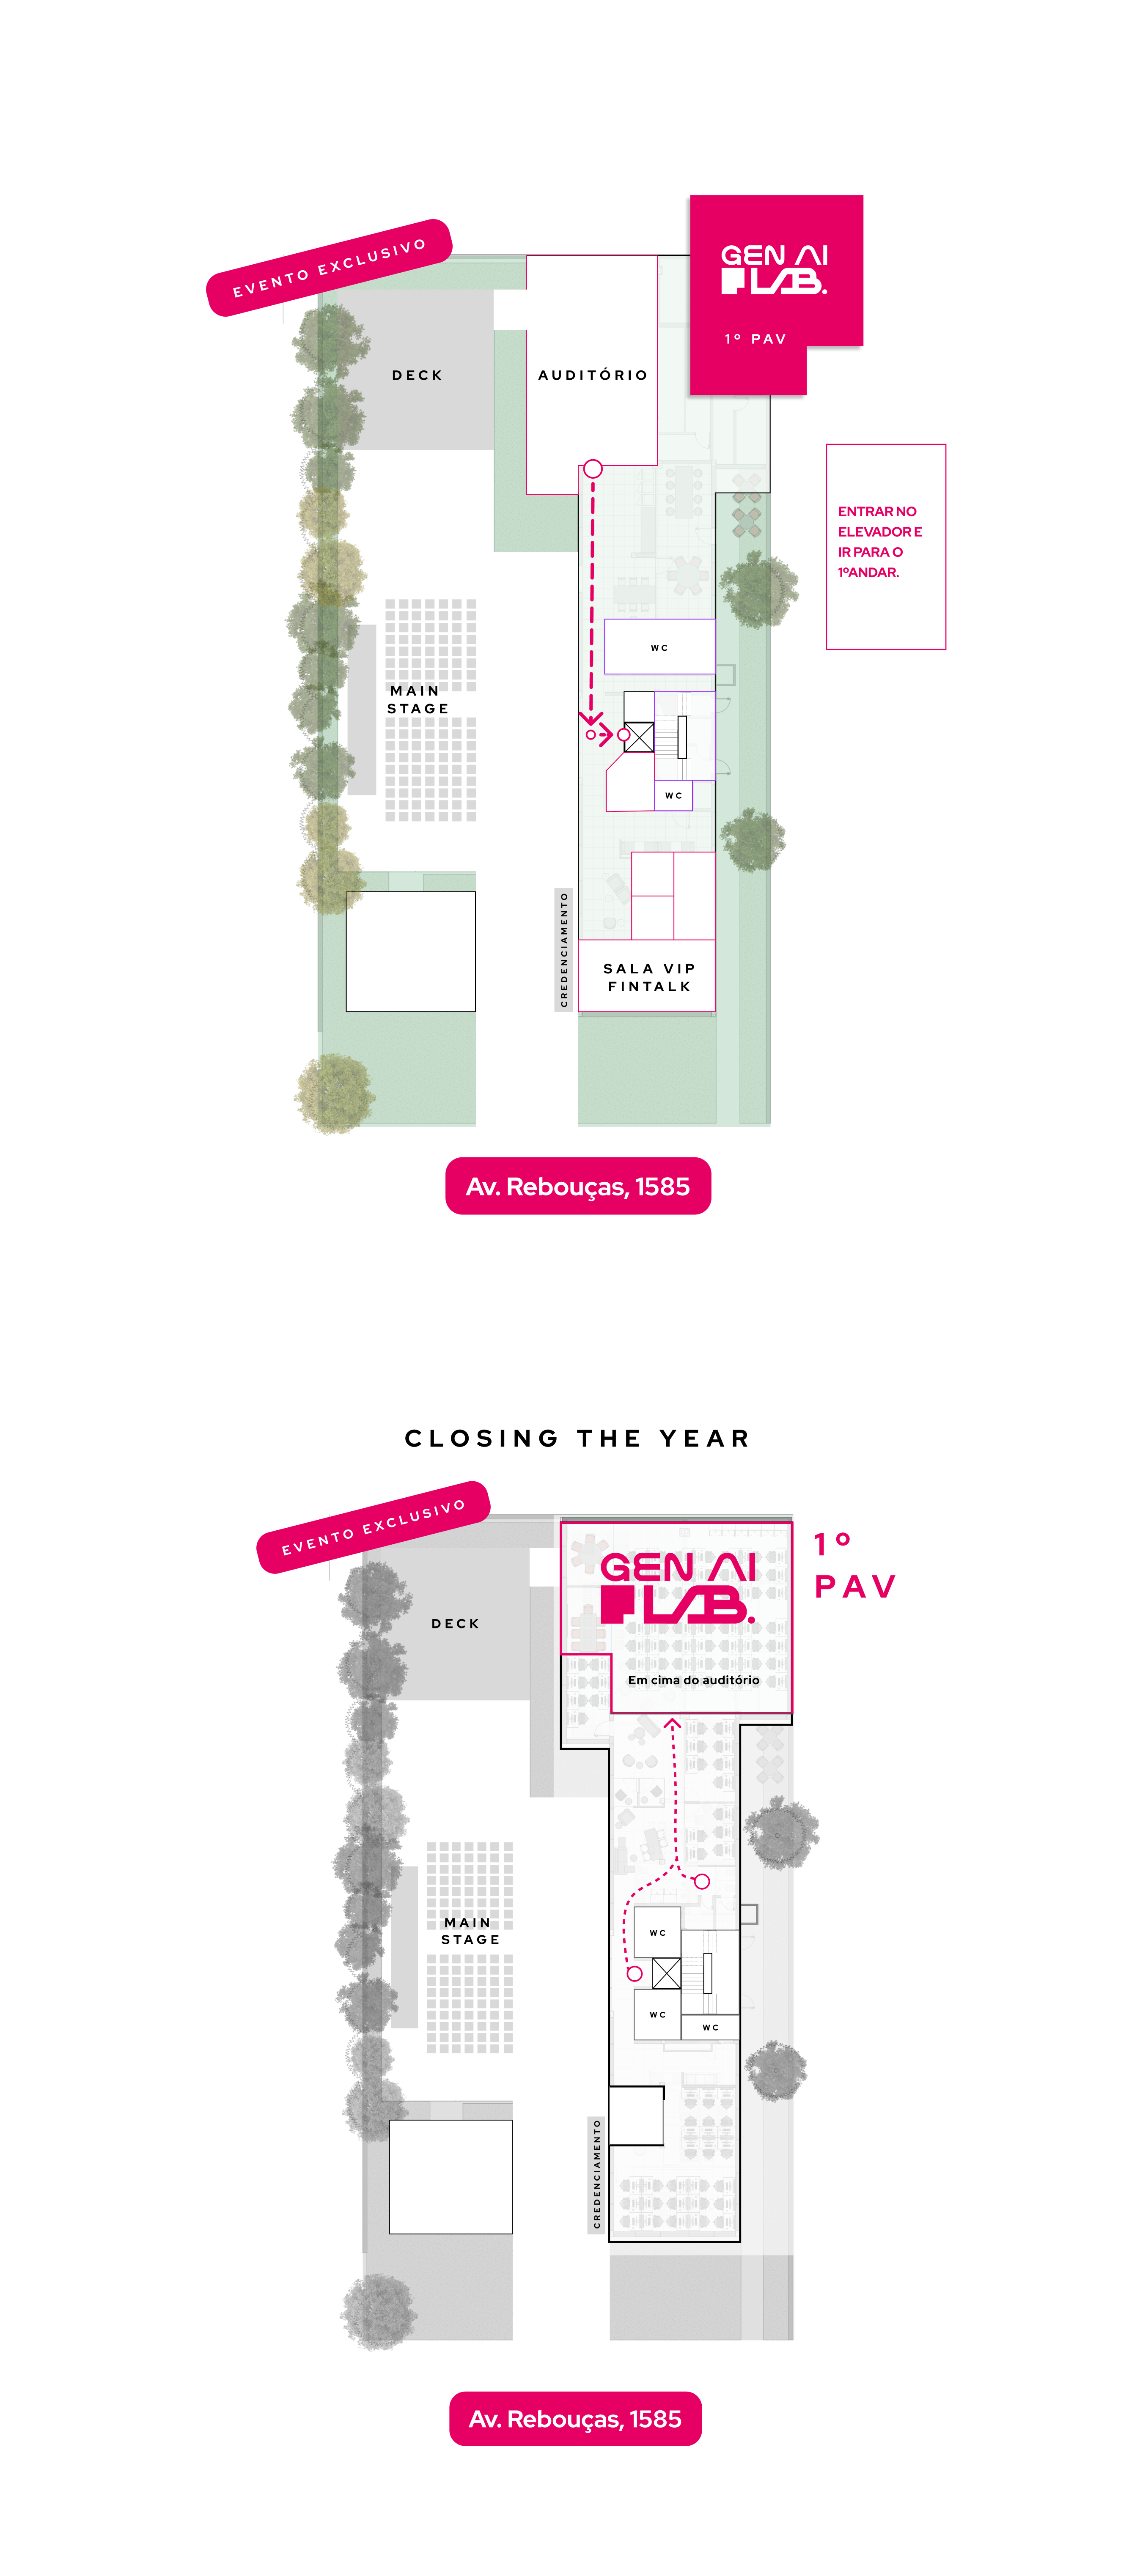 EVENTO EXCLUSIVO
GEN AI
LAB.
1º PAV
DECK
AUDITÓRIO
ENTRAR NO
ELEVADOR E
IR PARA O
1ºANDAR.
WC
MAIN
STAGE
WC
CREDENCIAMENTO
SALA VIP
FINTALK
Av. Rebouças, 1585
CLOSING THE YEAR
EVENTO EXCLUSIVO
1º
PAV
GEN AI
LAB.
DECK
Em cima do auditório
MAIN
STAGE
WC
WC
WC
CREDENCIAMENTO
Av. Rebouças, 1585